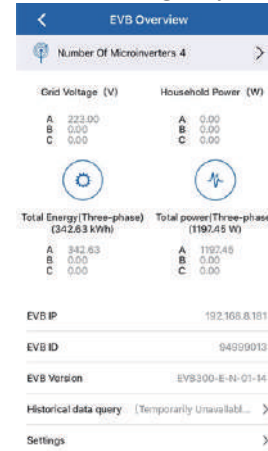 EVB Overview
Number Of Microinverters 4
Grid Voltage (V) Household Power (W)
A 223.00 A 0.00
B 0.00 B 0.00
C 0.00 C 0.00
Total Energy(Three-phase) Total power(Three-phase
(342.63 kWh) (1197.45 W)
A 342.63 A 1197.45
B 0.00 B 0.00
C 0.00 C 0.00
EVB IP 192.168.8.181
EVB ID 94999013
EVB Version EVB300-E-N-01-14
Historical data query (Temporarily Unavailabl...
Settings